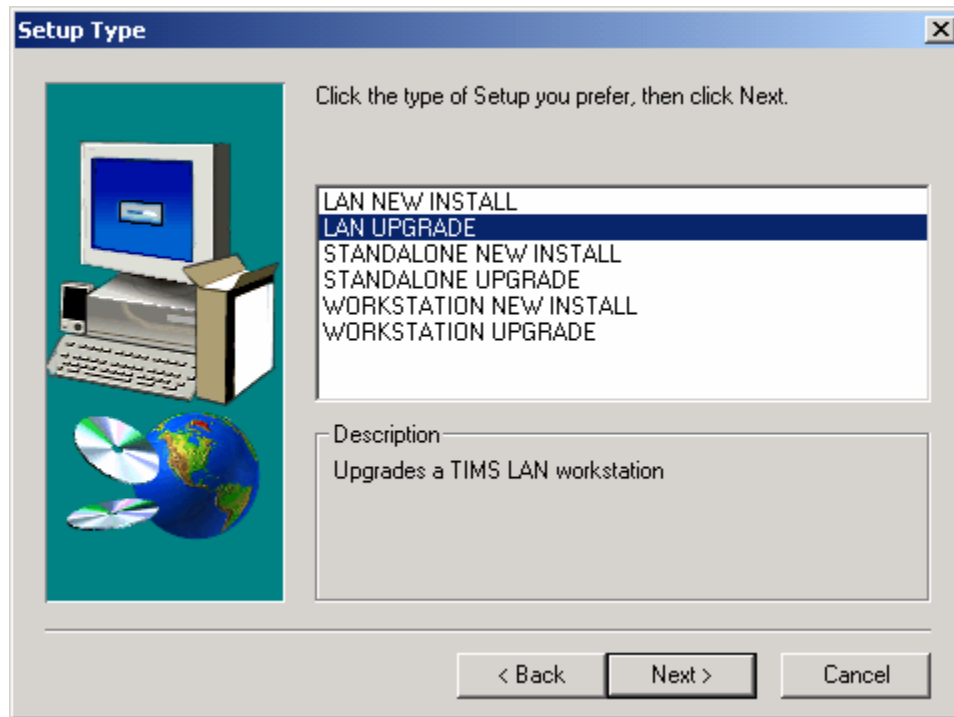 Setup Type
Click the type of Setup you prefer, then click Next.
LAN NEW INSTALL
LAN UPGRADE
STANDALONE NEW INSTALL
STANDALONE UPGRADE
WORKSTATION NEW INSTALL
WORKSTATION UPGRADE
Description
Upgrades a TIMS LAN workstation
< Back
Next >
Cancel